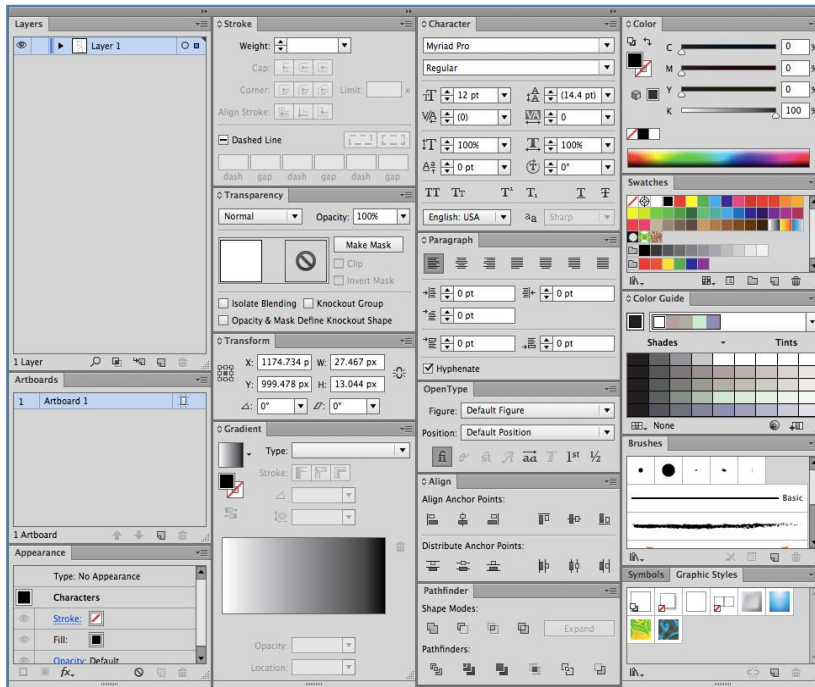 Layers
Layer 1
1 Layer
Artboards
1 Artboard 1
1 Artboard
Appearance
Type: No Appearance
Characters
Stroke:
Fill:
Opacity: Default
fx
Stroke
Weight:
Cap:
Corner: Limit: x
Align Stroke:
Dashed Line
dash gap dash gap dash gap
Transparency
Normal Opacity: 100%
Make Mask
Clip
Invert Mask
Isolate Blending Knockout Group
Opacity & Mask Define Knockout Shape
Transform
X: 1174.734 p W: 27.467 px
Y: 999.478 px H: 13.044 px
0° 0°
Gradient
Type:
Stroke:
Opacity:
Location:
Character
Myriad Pro
Regular
12 pt (14.4 pt)
(0) 0
100% 100%
0 pt 0°
TT Tт T¹ T₁ T T
English: USA aa Sharp
Paragraph
0 pt 0 pt
0 pt
0 pt 0 pt
Hyphenate
OpenType
Figure: Default Figure
Position: Default Position
fi st A aa T 1st ½
Align
Align Anchor Points:
Distribute Anchor Points:
Pathfinder
Shape Modes:
Expand
Pathfinders:
Color
C 0 %
M 0 %
Y 0 %
K 100 %
Swatches
Color Guide
Shades Tints
None
Brushes
Basic
Symbols Graphic Styles